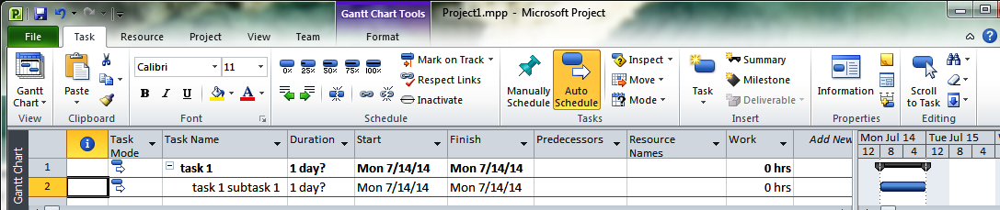 Gantt Chart Tools Project1.mpp - Microsoft Project
File Task Resource Project View Team Format
Calibri 11 0% 25% 50% 75% 100% Mark on Track Inspect Summary
Respect Links Move Milestone
Gantt Chart Paste B I U A Inactivate Manually Schedule Auto Schedule Mode Task Deliverable Information Scroll to Task
View Clipboard Font Schedule Tasks Insert Properties Editing
Task Mode Task Name Duration Start Finish Predecessors Resource Names Work Add New Mon Jul 14 Tue Jul 15
12 8 4 12 8 4
1 task 1 1 day? Mon 7/14/14 Mon 7/14/14 0 hrs
2 task 1 subtask 1 1 day? Mon 7/14/14 Mon 7/14/14 0 hrs
Gantt Chart